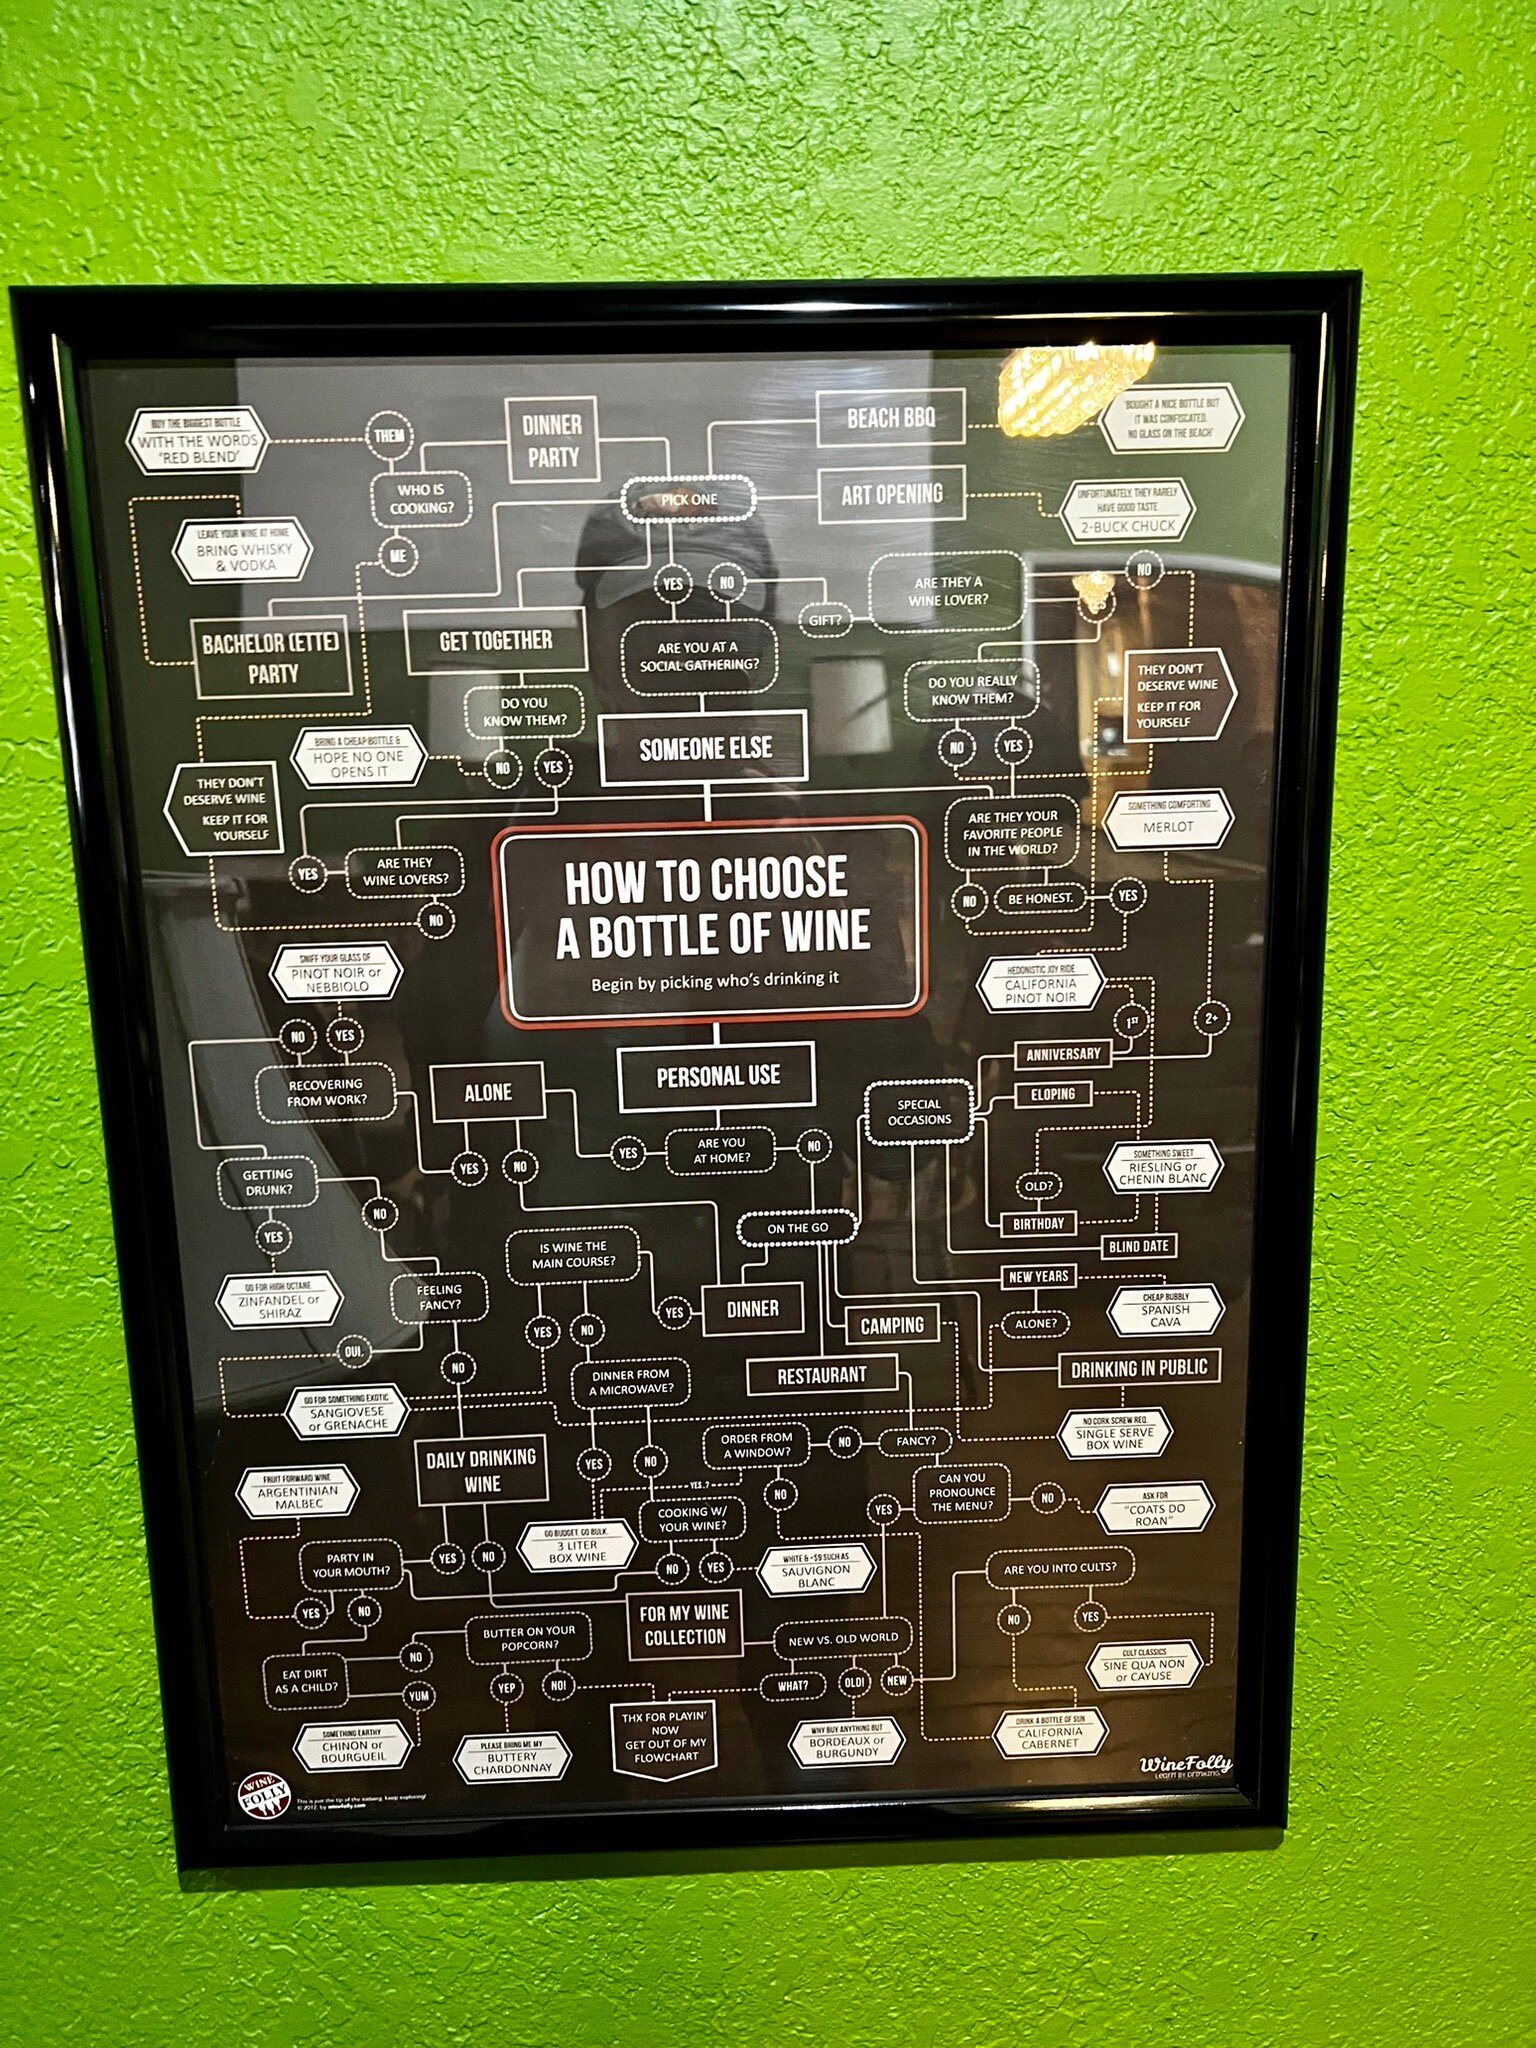 BUY THE BIGGEST BOTTLE
WITH THE WORDS
'RED BLEND'
THEM
DINNER
PARTY
BEACH BBQ
'BOUGHT A NICE BOTTLE BUT
IT WAS CONFISCATED.
NO GLASS ON THE BEACH'
WHO IS
COOKING?
PICK ONE
ART OPENING
UNFORTUNATELY, THEY RARELY
HAVE GOOD TASTE
2-BUCK CHUCK
LEAVE YOUR WINE AT HOME
BRING WHISKY
& VODKA
ME
YES
NO
GIFT?
ARE THEY A
WINE LOVER?
NO
BACHELOR (ETTE)
PARTY
GET TOGETHER
ARE YOU AT A
SOCIAL GATHERING?
DO YOU REALLY
KNOW THEM?
THEY DON'T
DESERVE WINE
KEEP IT FOR
YOURSELF
DO YOU
KNOW THEM?
BRING A CHEAP BOTTLE &
HOPE NO ONE
OPENS IT
NO
YES
SOMEONE ELSE
NO
YES
THEY DON'T
DESERVE WINE
KEEP IT FOR
YOURSELF
ARE THEY YOUR
FAVORITE PEOPLE
IN THE WORLD?
SOMETHING COMFORTING
MERLOT
YES
ARE THEY
WINE LOVERS?
NO
HOW TO CHOOSE
A BOTTLE OF WINE
Begin by picking who's drinking it
NO
BE HONEST.
YES
SNIFF YOUR GLASS OF
PINOT NOIR or
NEBBIOLO
HEDONISTIC JOY RIDE
CALIFORNIA
PINOT NOIR
NO
YES
1ST
2+
RECOVERING
FROM WORK?
ALONE
PERSONAL USE
SPECIAL
OCCASIONS
ANNIVERSARY
ELOPING
YES
NO
YES
ARE YOU
AT HOME?
NO
SOMETHING SWEET
RIESLING or
CHENIN BLANC
GETTING
DRUNK?
NO
OLD?
BIRTHDAY
YES
IS WINE THE
MAIN COURSE?
ON THE GO
BLIND DATE
GO FOR HIGH OCTANE
ZINFANDEL or
SHIRAZ
FEELING
FANCY?
YES
DINNER
CAMPING
NEW YEARS
ALONE?
CHEAP BUBBLY
SPANISH
CAVA
OUI.
NO
YES
NO
GO FOR SOMETHING EXOTIC
SANGIOVESE
or GRENACHE
DINNER FROM
A MICROWAVE?
RESTAURANT
DRINKING IN PUBLIC
NO CORK SCREW REQ.
SINGLE SERVE
BOX WINE
DAILY DRINKING
WINE
YES
NO
ORDER FROM
A WINDOW?
NO
FANCY?
FRUIT FORWARD WINE
ARGENTINIAN
MALBEC
YES..?
NO
YES
CAN YOU
PRONOUNCE
THE MENU?
NO
ASK FOR
"COATS DO
ROAN"
GO BUDGET. GO BULK.
3 LITER
BOX WINE
COOKING W/
YOUR WINE?
PARTY IN
YOUR MOUTH?
YES
NO
NO
YES
WHITE & ~$9 SUCH AS
SAUVIGNON
BLANC
ARE YOU INTO CULTS?
YES
NO
FOR MY WINE
COLLECTION
NO
YES
EAT DIRT
AS A CHILD?
NO
YUM
BUTTER ON YOUR
POPCORN?
YEP
NO!
NEW VS. OLD WORLD
WHAT?
OLD!
NEW
CULT CLASSICS
SINE QUA NON
or CAYUSE
SOMETHING EARTHY
CHINON or
BOURGUEIL
PLEASE BRING ME MY
BUTTERY
CHARDONNAY
THX FOR PLAYIN'
NOW
GET OUT OF MY
FLOWCHART
WHY BUY ANYTHING BUT
BORDEAUX or
BURGUNDY
DRINK A BOTTLE OF SUN
CALIFORNIA
CABERNET
WINE
FOLLY
This is just the tip of the iceberg, keep exploring!
© 2012. by winefolly.com
WineFolly
LEARN BY DRINKING